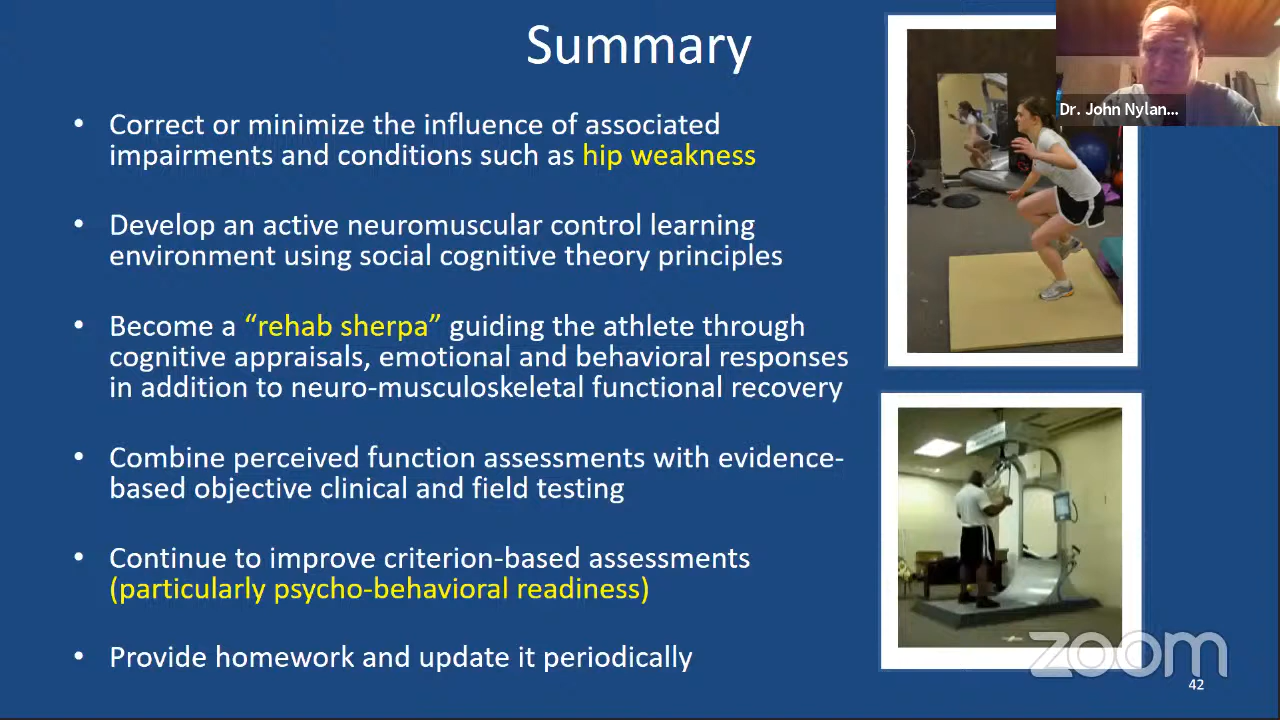 Summary
Dr. John Nylan...
• Correct or minimize the influence of associated
impairments and conditions such as hip weakness
• Develop an active neuromuscular control learning
environment using social cognitive theory principles
• Become a “rehab sherpa” guiding the athlete through
cognitive appraisals, emotional and behavioral responses
in addition to neuro-musculoskeletal functional recovery
• Combine perceived function assessments with evidence-
based objective clinical and field testing
• Continue to improve criterion-based assessments
(particularly psycho-behavioral readiness)
• Provide homework and update it periodically
zoom
42